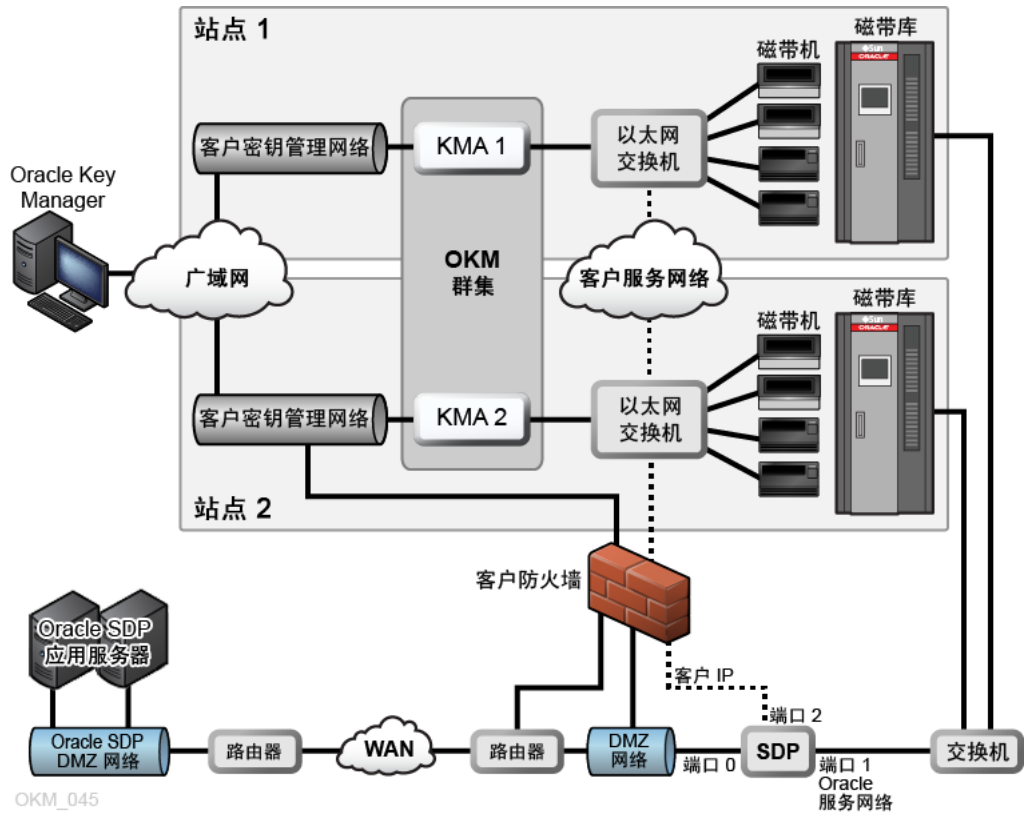 站点 1
磁带库
磁带机
Sun
ORACLE
客户密钥管理网络
KMA 1
以太网
交换机
Oracle Key
Manager
广域网
OKM
群集
客户服务网络
磁带库
磁带机
Sun
ORACLE
客户密钥管理网络
KMA 2
以太网
交换机
站点 2
客户防火墙
Oracle SDP
应用服务器
客户 IP
端口 2
Oracle SDP
DMZ 网络
路由器
WAN
路由器
DMZ
网络
端口 0
SDP
端口 1
Oracle
服务网络
交换机
OKM_045